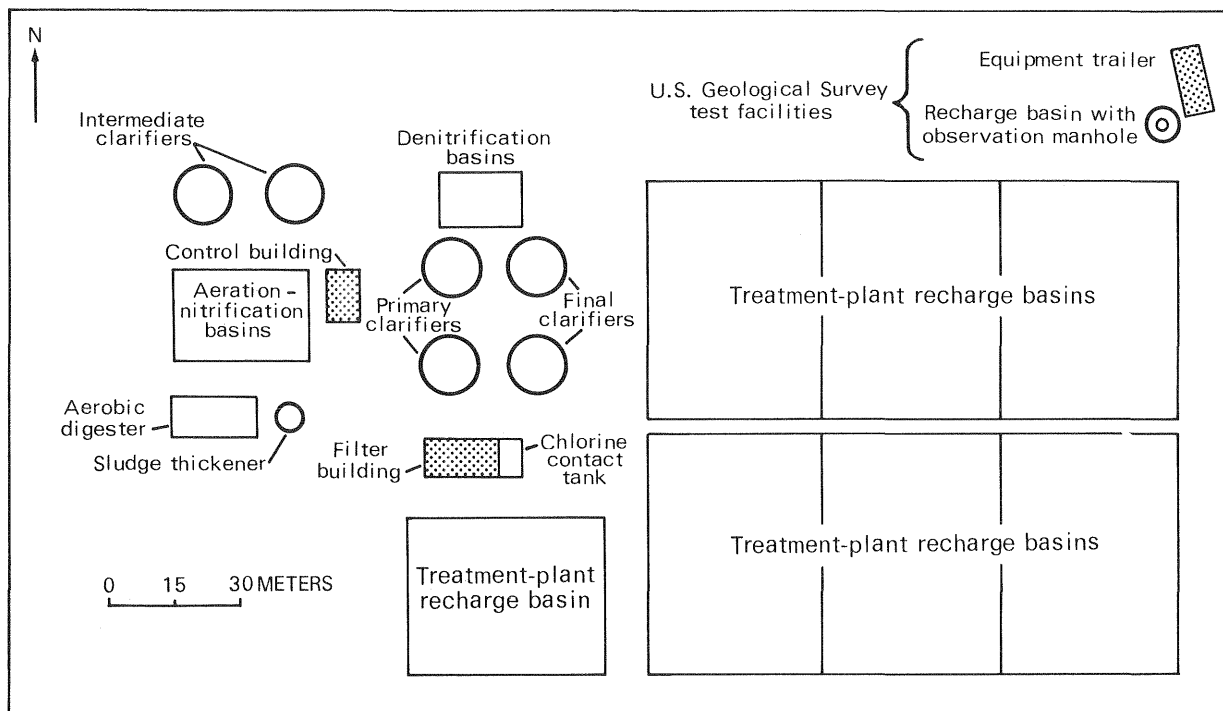 N
Intermediate
clarifiers
Denitrification
basins
U.S. Geological Survey
test facilities
Equipment trailer
Recharge basin with
observation manhole
Control building
Aeration –
nitrification
basins
Primary
clarifiers
Final
clarifiers
Treatment-plant recharge basins
Aerobic
digester
Sludge thickener
Filter
building
Chlorine
contact
tank
Treatment-plant recharge basins
Treatment-plant
recharge basin
0 15 30 METERS